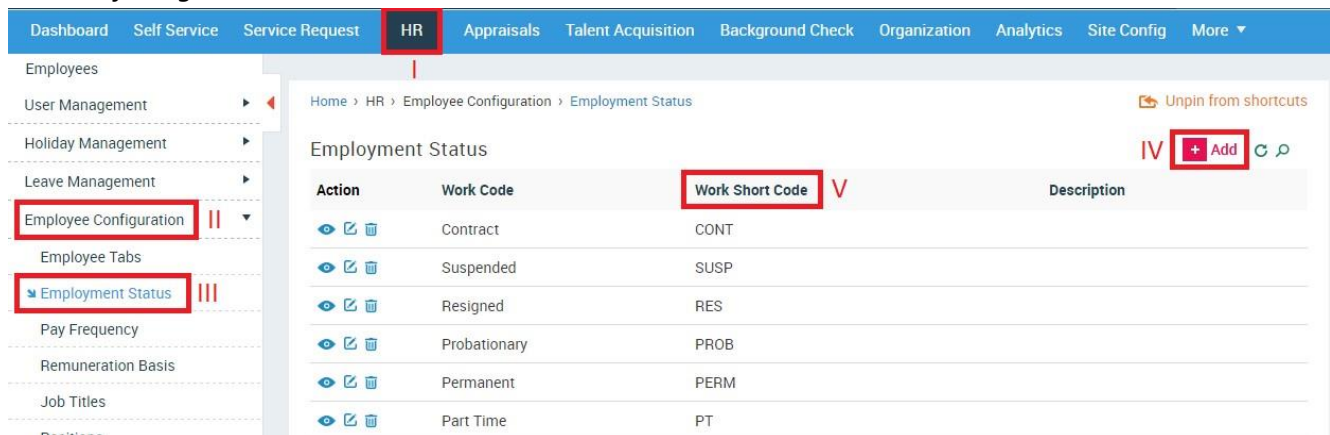 Dashboard Self Service Service Request HR Appraisals Talent Acquisition Background Check Organization Analytics Site Config More
I
Employees
User Management
Holiday Management
Leave Management
Employee Configuration II
Employee Tabs
Employment Status III
Pay Frequency
Remuneration Basis
Job Titles
Home › HR › Employee Configuration › Employment Status
Unpin from shortcuts
Employment Status
IV + Add
Action Work Code Work Short Code V Description
Contract CONT
Suspended SUSP
Resigned RES
Probationary PROB
Permanent PERM
Part Time PT